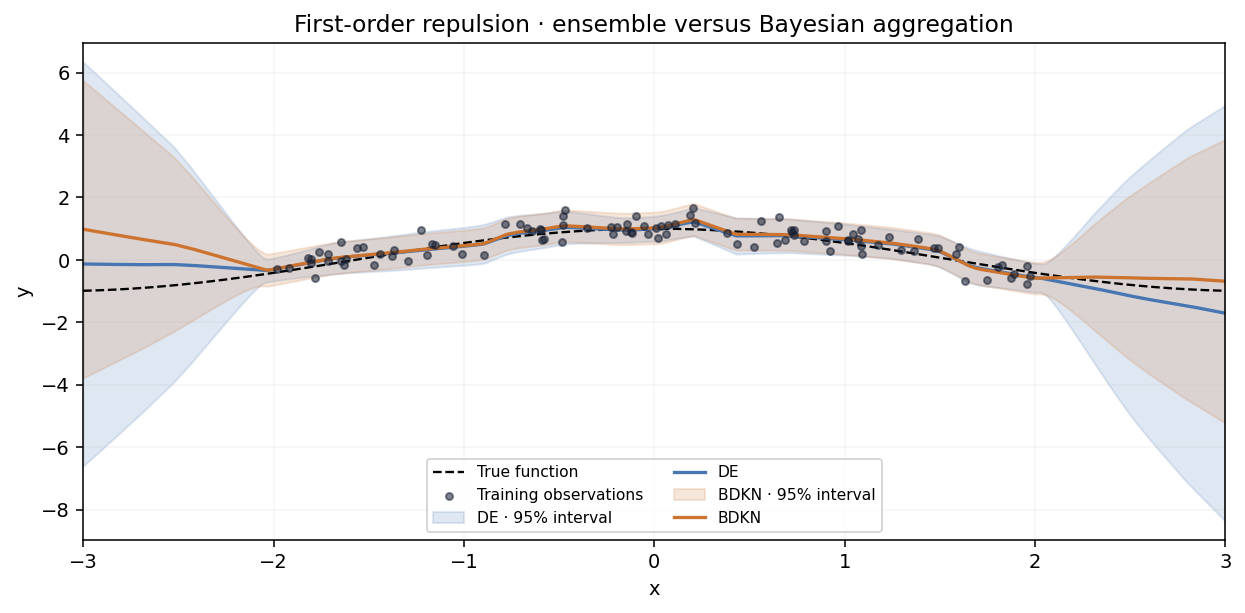 First-order repulsion · ensemble versus Bayesian aggregation
6
4
2
0
−2
−4
−6
−8
y
True function
Training observations
DE · 95% interval
DE
BDKN · 95% interval
BDKN
−3 −2 −1 0 1 2 3
x